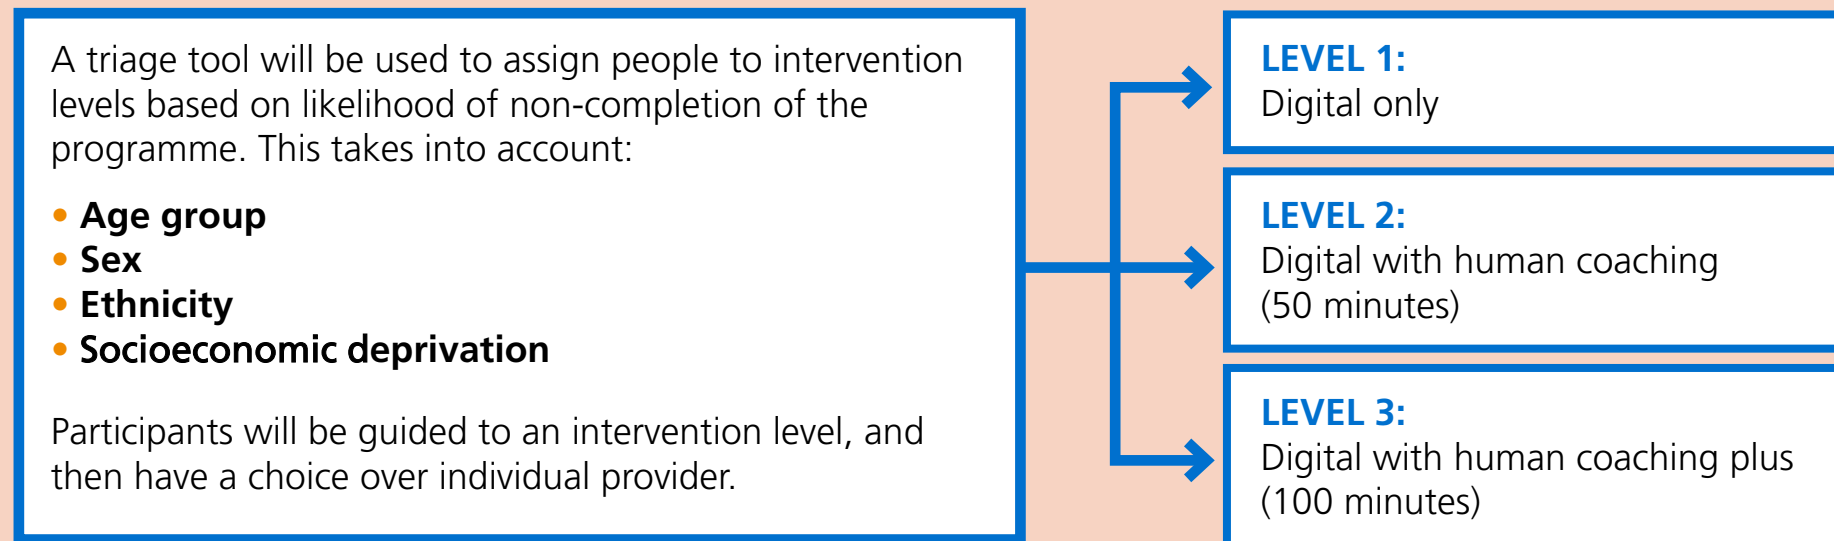 A triage tool will be used to assign people to intervention
levels based on likelihood of non-completion of the
programme. This takes into account:
• Age group
• Sex
• Ethnicity
• Socioeconomic deprivation
Participants will be guided to an intervention level, and
then have a choice over individual provider.
LEVEL 1:
Digital only
LEVEL 2:
Digital with human coaching
(50 minutes)
LEVEL 3:
Digital with human coaching plus
(100 minutes)